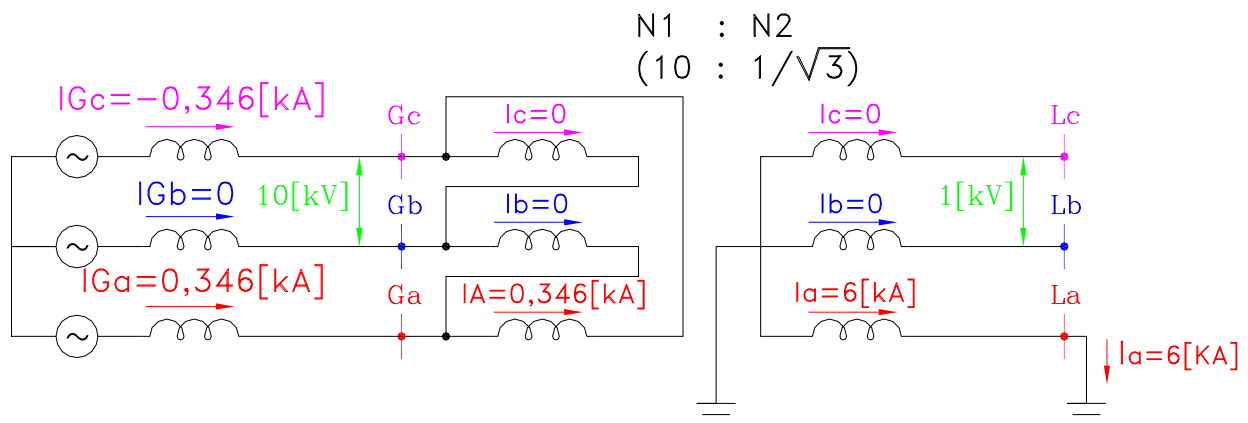 N1 : N2
(10 : 1/√3)
IGc=-0,346[kA]
Gc
Ic=0
Ic=0
Lc
IGb=0
10[kV]
Gb
Ib=0
Ib=0
1[kV]
Lb
IGa=0,346[kA]
Ga
IA=0,346[kA]
Ia=6[kA]
La
Ia=6[KA]